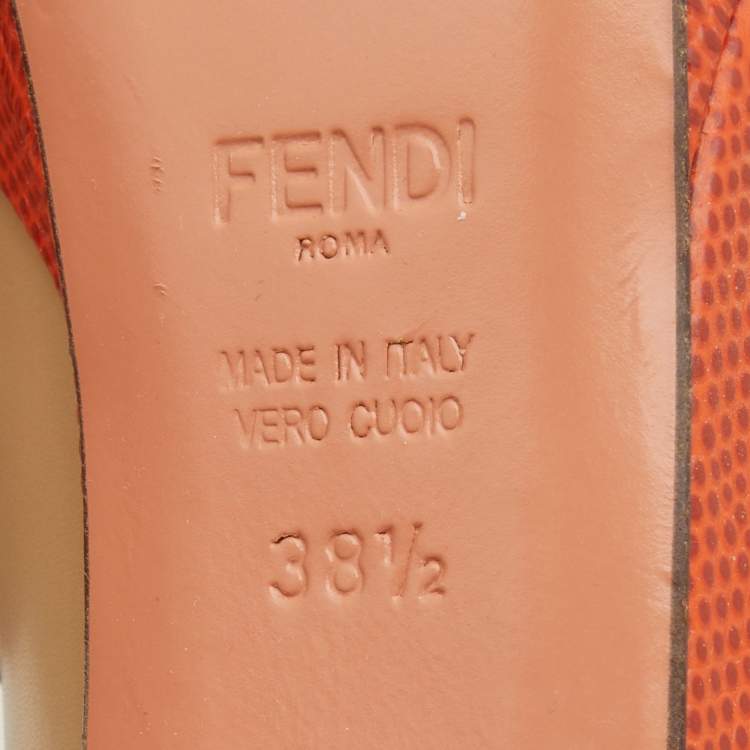 FENDI
ROMA
MADE IN ITALY
VERO CUOIO
38½